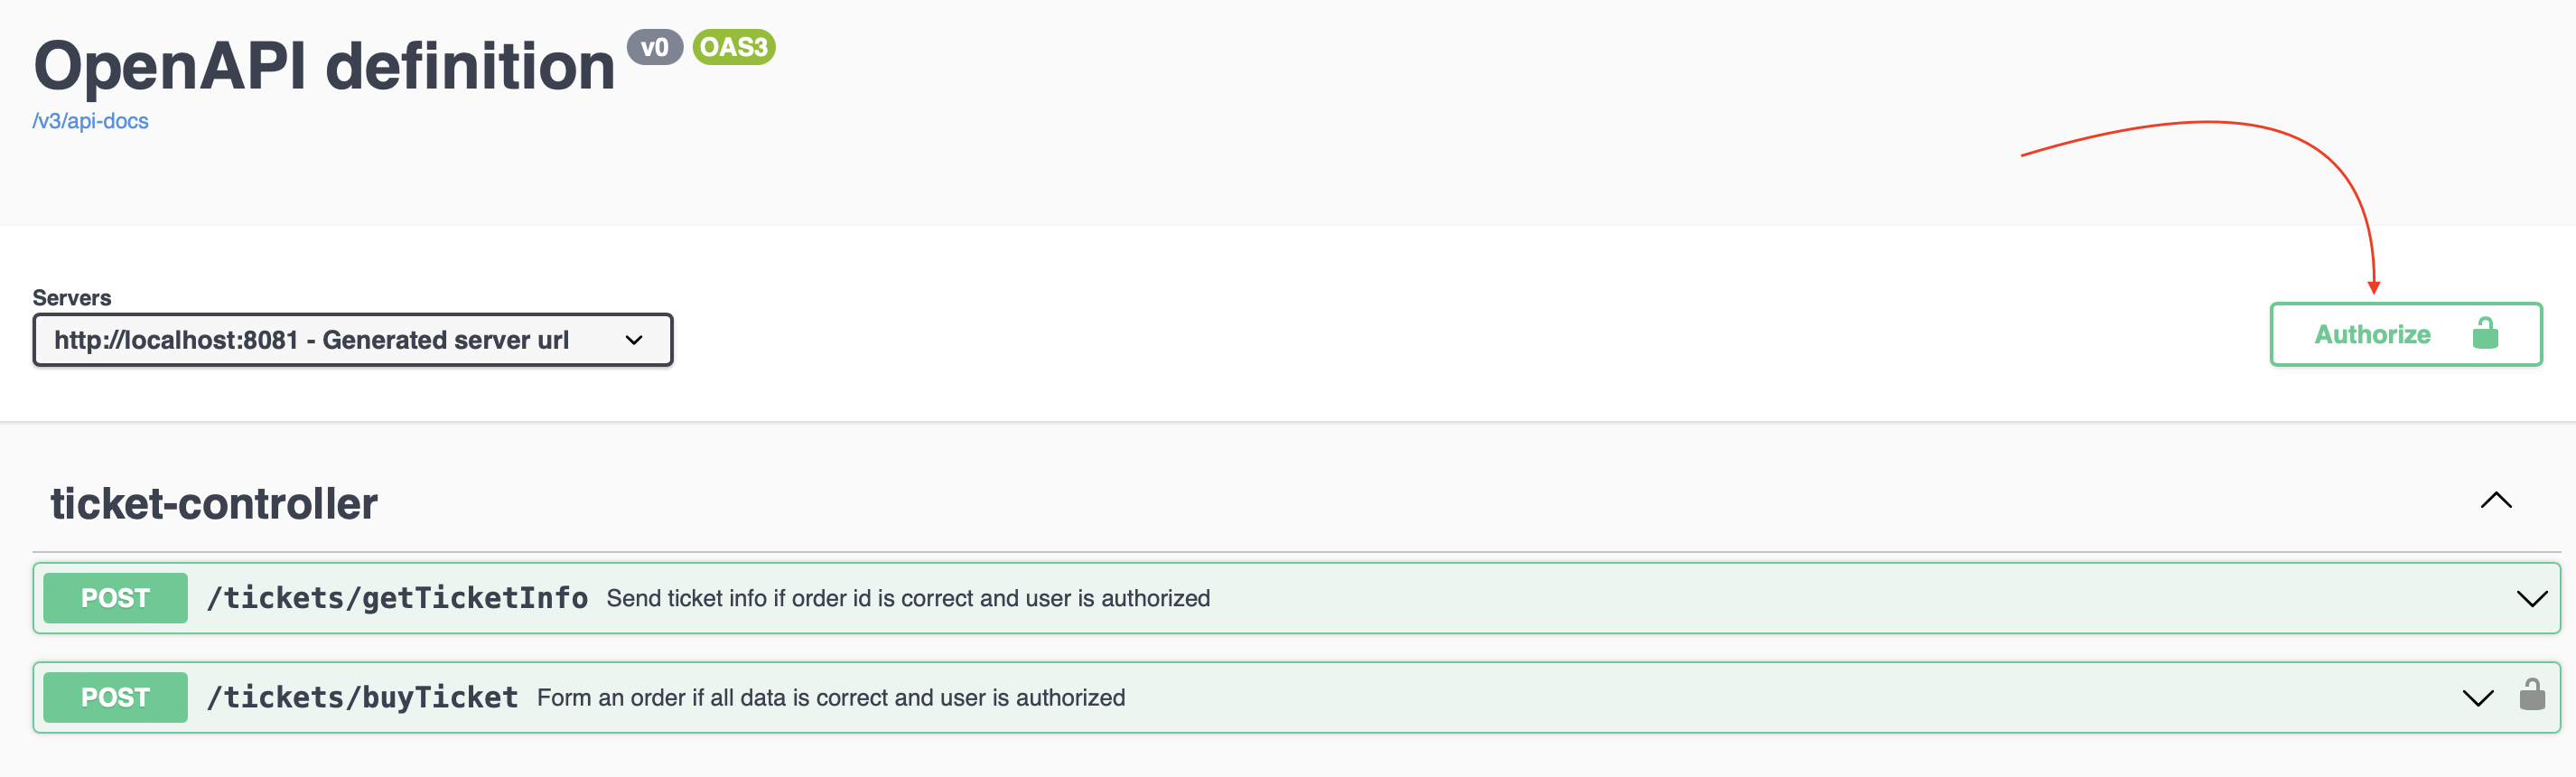 OpenAPI definition v0 OAS3
/v3/api-docs
Servers
http://localhost:8081 - Generated server url
Authorize
ticket-controller
POST /tickets/getTicketInfo Send ticket info if order id is correct and user is authorized
POST /tickets/buyTicket Form an order if all data is correct and user is authorized